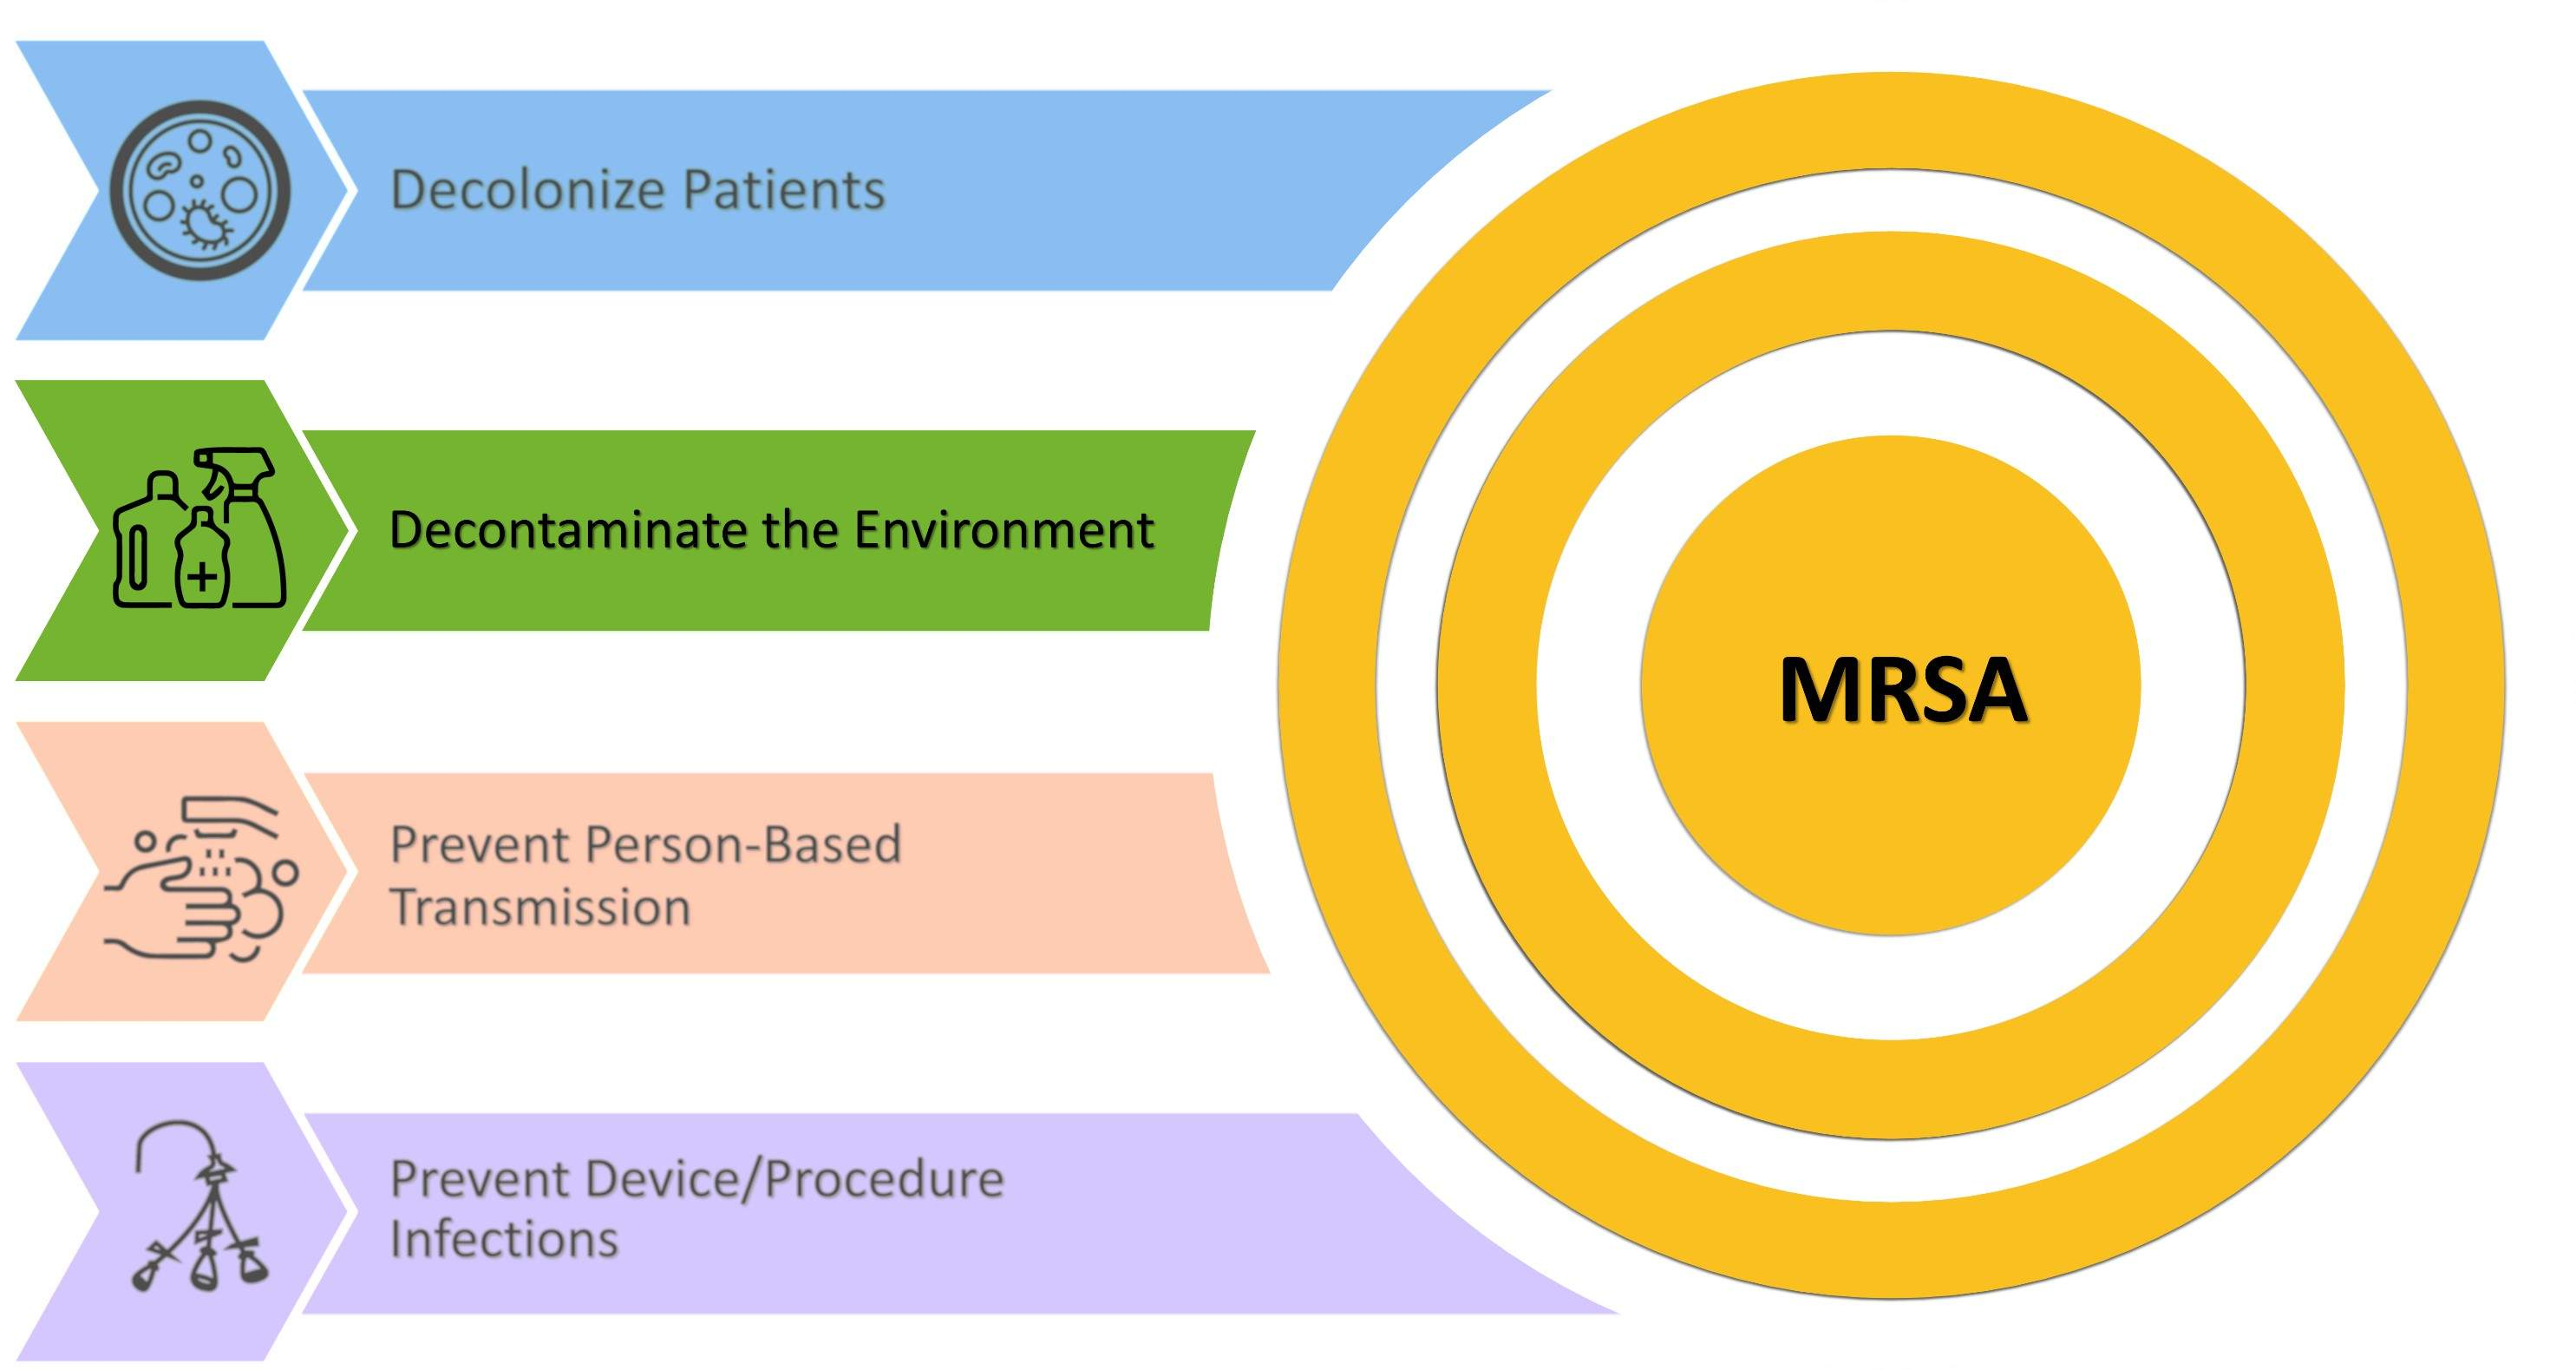 Decolonize Patients
Decontaminate the Environment
Prevent Person-Based
Transmission
Prevent Device/Procedure
Infections
MRSA